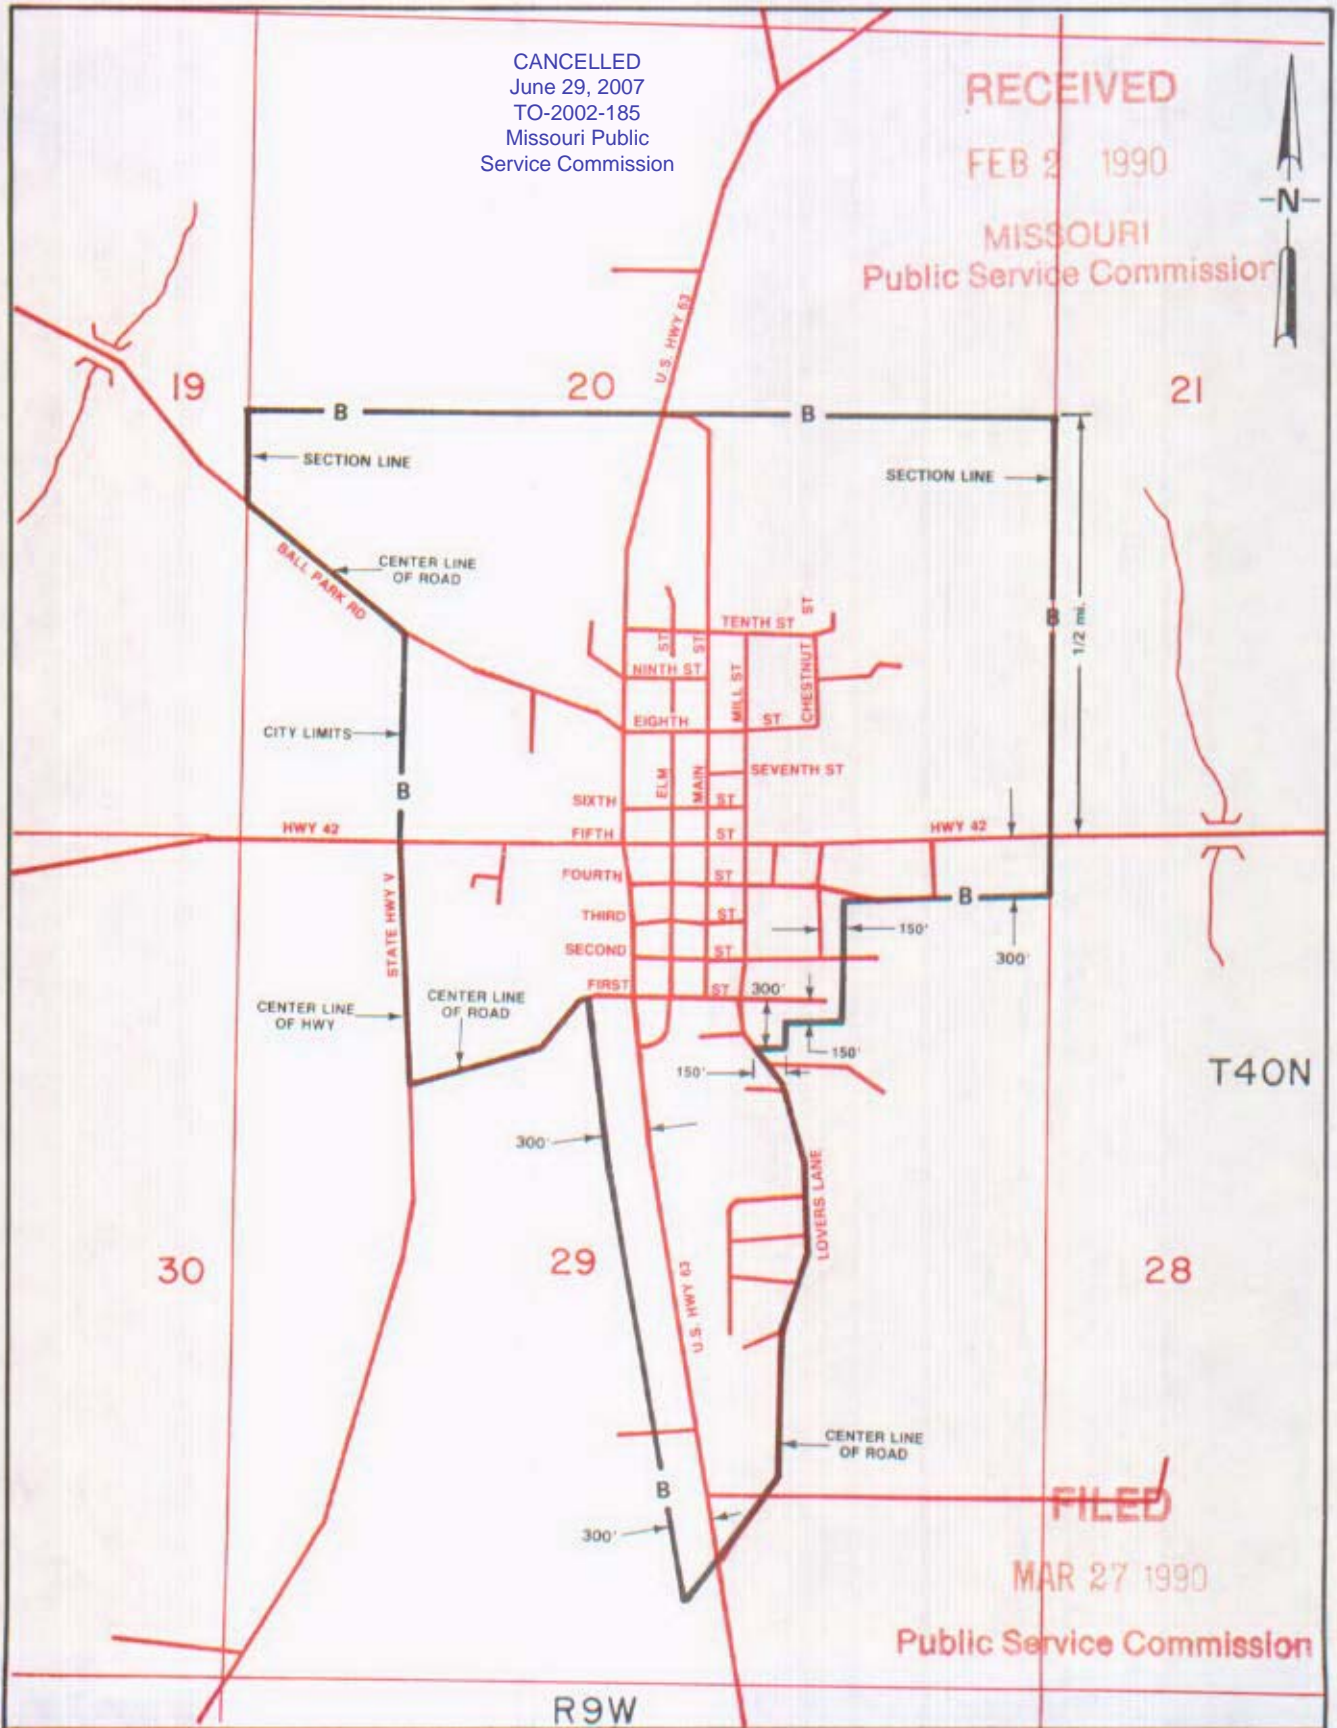 CANCELLED
June 29, 2007
TO-2002-185
Missouri Public
Service Commission
RECEIVED
FEB 2 1990
MISSOURI
Public Service Commission
N
U.S. HWY 63
19
20
21
B
B
SECTION LINE
SECTION LINE
CENTER LINE
OF ROAD
BALL PARK RD
B
1/2 mi.
TENTH ST
ST
ST
ST
NINTH ST
MILL ST
CHESTNUT
EIGHTH ST
CITY LIMITS
B
ELM
MAIN
SEVENTH ST
SIXTH ST
HWY 42
FIFTH ST
HWY 42
FOURTH ST
B
STATE HWY V
THIRD ST
150'
SECOND ST
300'
FIRST ST
300'
CENTER LINE
OF HWY
CENTER LINE
OF ROAD
150'
150'
T40N
300'
LOVERS LANE
30
29
28
U.S. HWY 63
CENTER LINE
OF ROAD
B
300'
FILED
MAR 27 1990
Public Service Commission
R9W